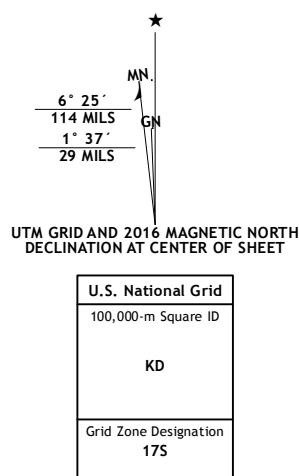 ★
MN.
6° 25´
114 MILS
GN
1° 37´
29 MILS
UTM GRID AND 2016 MAGNETIC NORTH
DECLINATION AT CENTER OF SHEET
U.S. National Grid
100,000-m Square ID
KD
Grid Zone Designation
17S